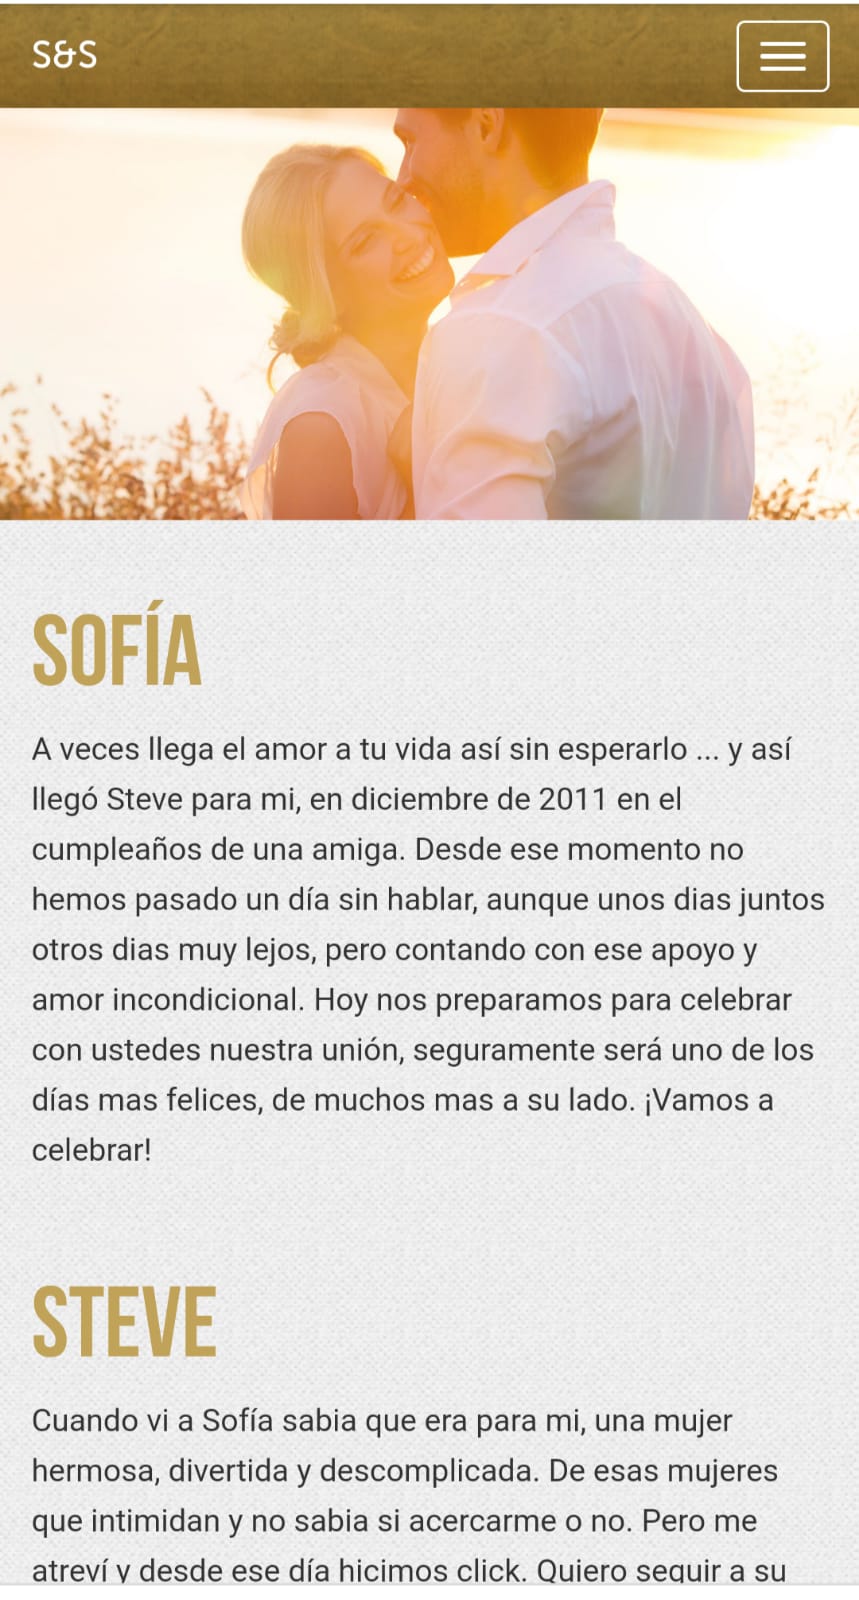 S&S
SOFÍA
A veces llega el amor a tu vida así sin esperarlo ... y así
llegó Steve para mi, en diciembre de 2011 en el
cumpleaños de una amiga. Desde ese momento no
hemos pasado un día sin hablar, aunque unos dias juntos
otros dias muy lejos, pero contando con ese apoyo y
amor incondicional. Hoy nos preparamos para celebrar
con ustedes nuestra unión, seguramente será uno de los
días mas felices, de muchos mas a su lado. ¡Vamos a
celebrar!
STEVE
Cuando vi a Sofía sabia que era para mi, una mujer
hermosa, divertida y descomplicada. De esas mujeres
que intimidan y no sabia si acercarme o no. Pero me
atreví y desde ese día hicimos click. Quiero seguir a su